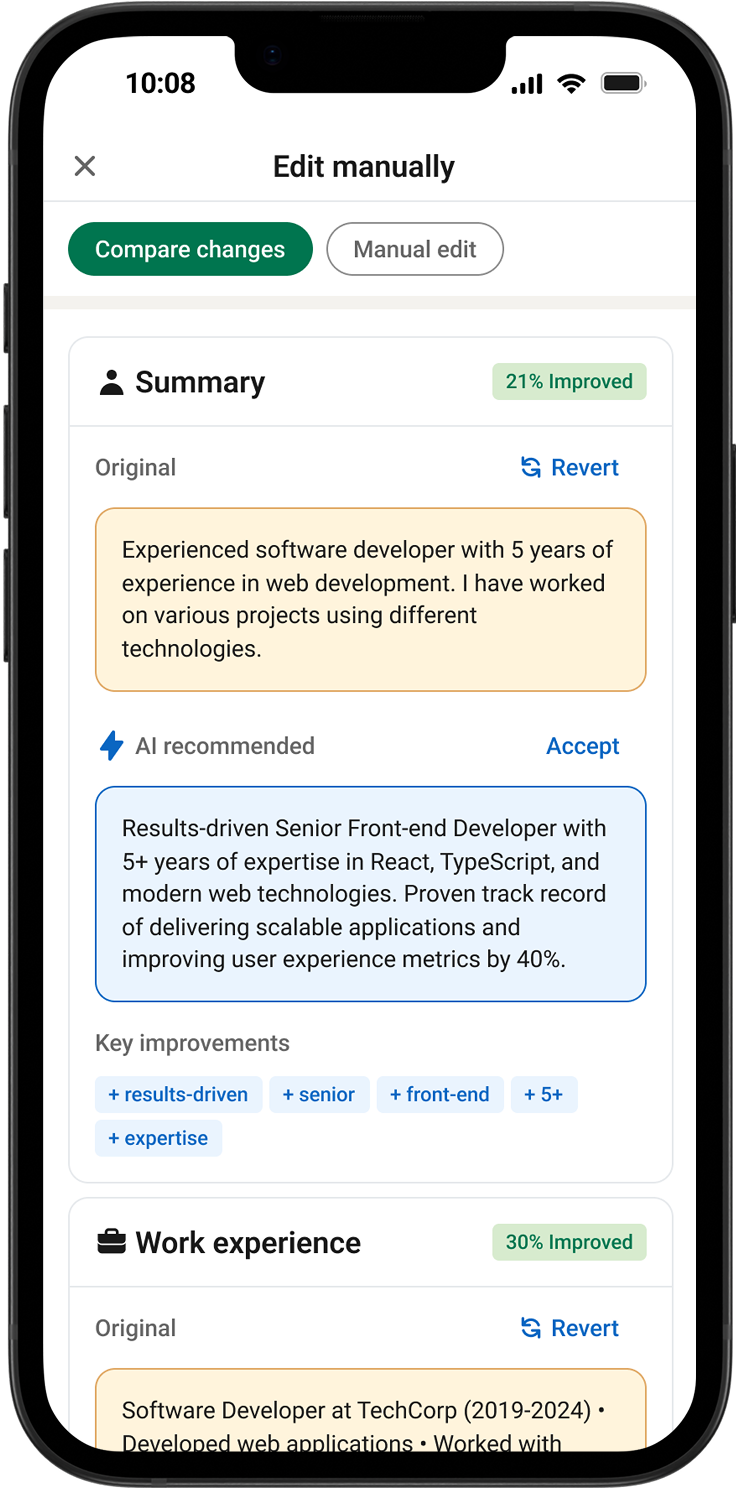 10:08
Edit manually
Compare changes
Manual edit
Summary
21% Improved
Original
Revert
Experienced software developer with 5 years of
experience in web development. I have worked
on various projects using different
technologies.
AI recommended
Accept
Results-driven Senior Front-end Developer with
5+ years of expertise in React, TypeScript, and
modern web technologies. Proven track record
of delivering scalable applications and
improving user experience metrics by 40%.
Key improvements
+ results-driven
+ senior
+ front-end
+ 5+
+ expertise
Work experience
30% Improved
Original
Revert
Software Developer at TechCorp (2019-2024) •
Developed web applications • Worked with